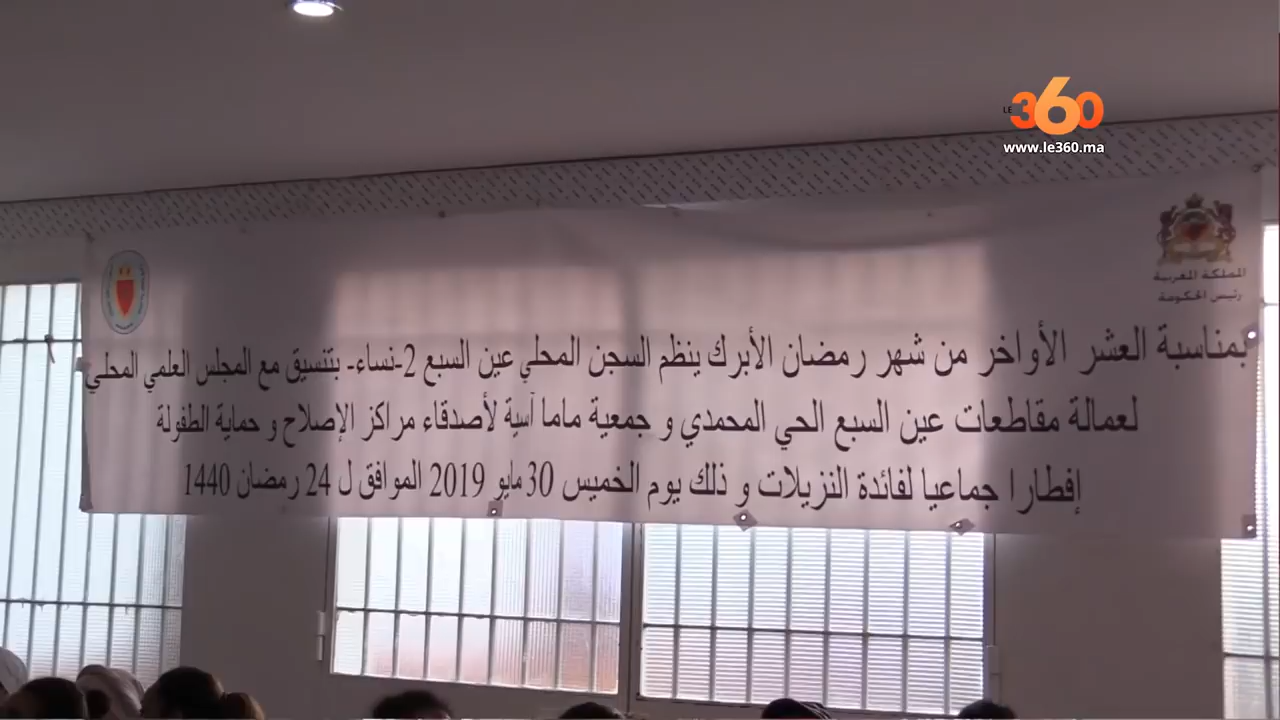 LE 360
www.le360.ma
المملكة المغربية
رئيس الحكومة
بمناسبة العشر الأواخر من شهر رمضان الأبرك ينظم السجن المحلي عين السبع 2-نساء- بتنسيق مع المجلس العلمي المحلي
لعمالة مقاطعات عين السبع الحي المحمدي و جمعية ماما آسية لأصدقاء مراكز الإصلاح و حماية الطفولة
إفطارا جماعيا لفائدة النزيلات و ذلك يوم الخميس 30 مايو 2019 الموافق ل 24 رمضان 1440